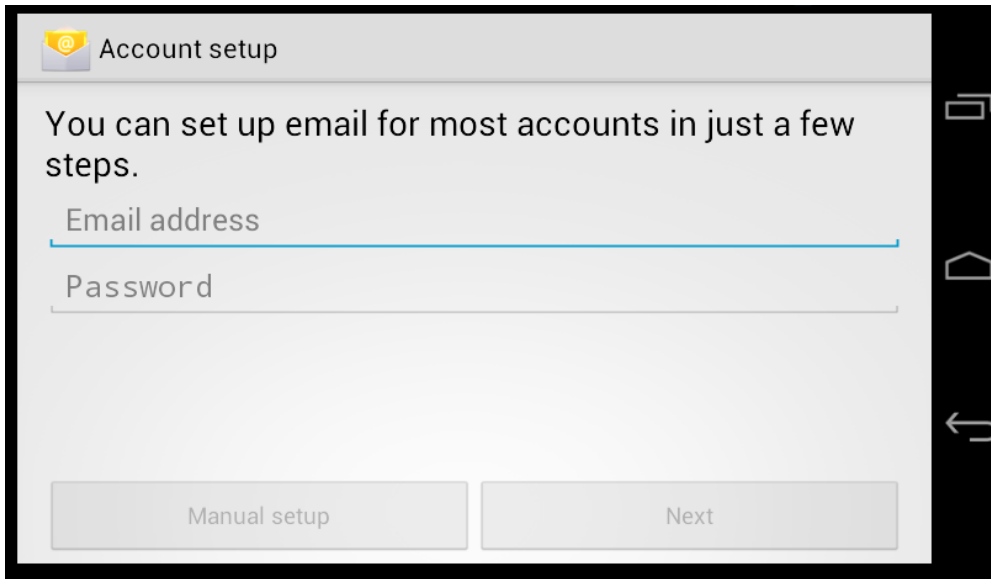 Account setup
You can set up email for most accounts in just a few
steps.
Email address
Password
Manual setup
Next